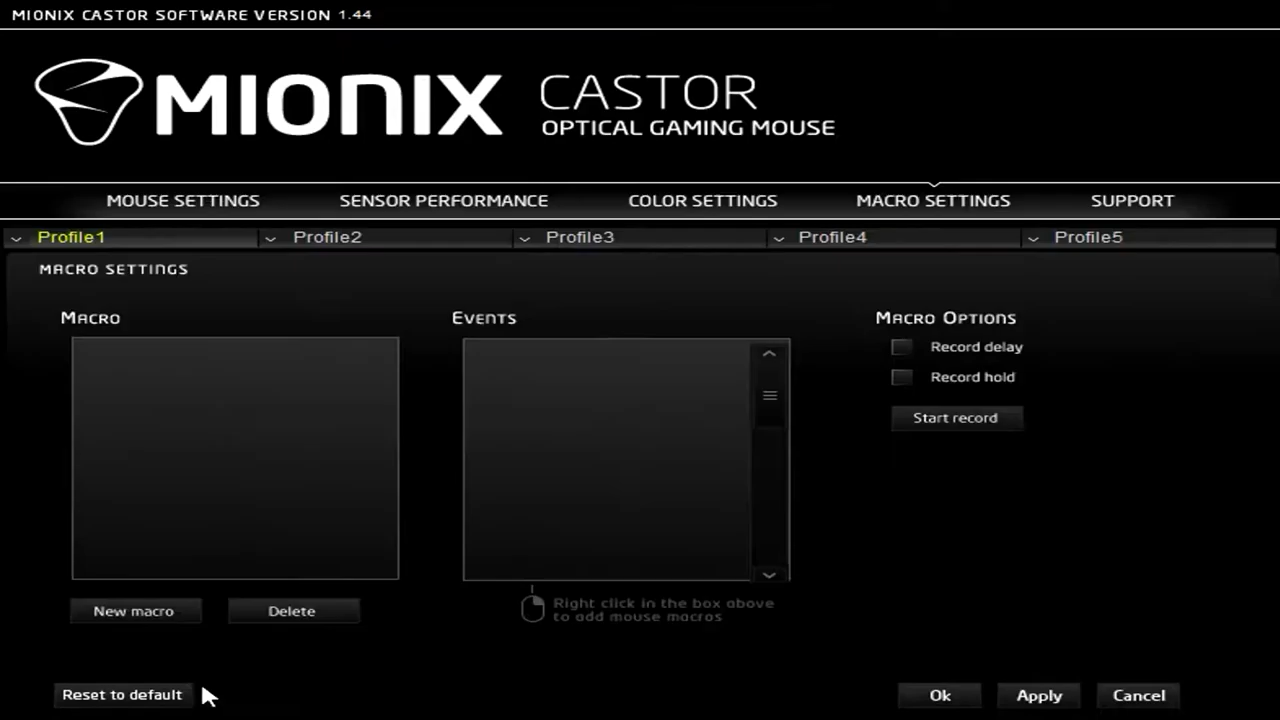 MIONIX CASTOR SOFTWARE VERSION 1.44
MIONIX CASTOR
OPTICAL GAMING MOUSE
MOUSE SETTINGS SENSOR PERFORMANCE COLOR SETTINGS MACRO SETTINGS SUPPORT
Profile1 Profile2 Profile3 Profile4 Profile5
MACRO SETTINGS
MACRO EVENTS MACRO OPTIONS
Record delay
Record hold
Start record
New macro Delete
Right click in the box above
to add mouse macros
Reset to default Ok Apply Cancel